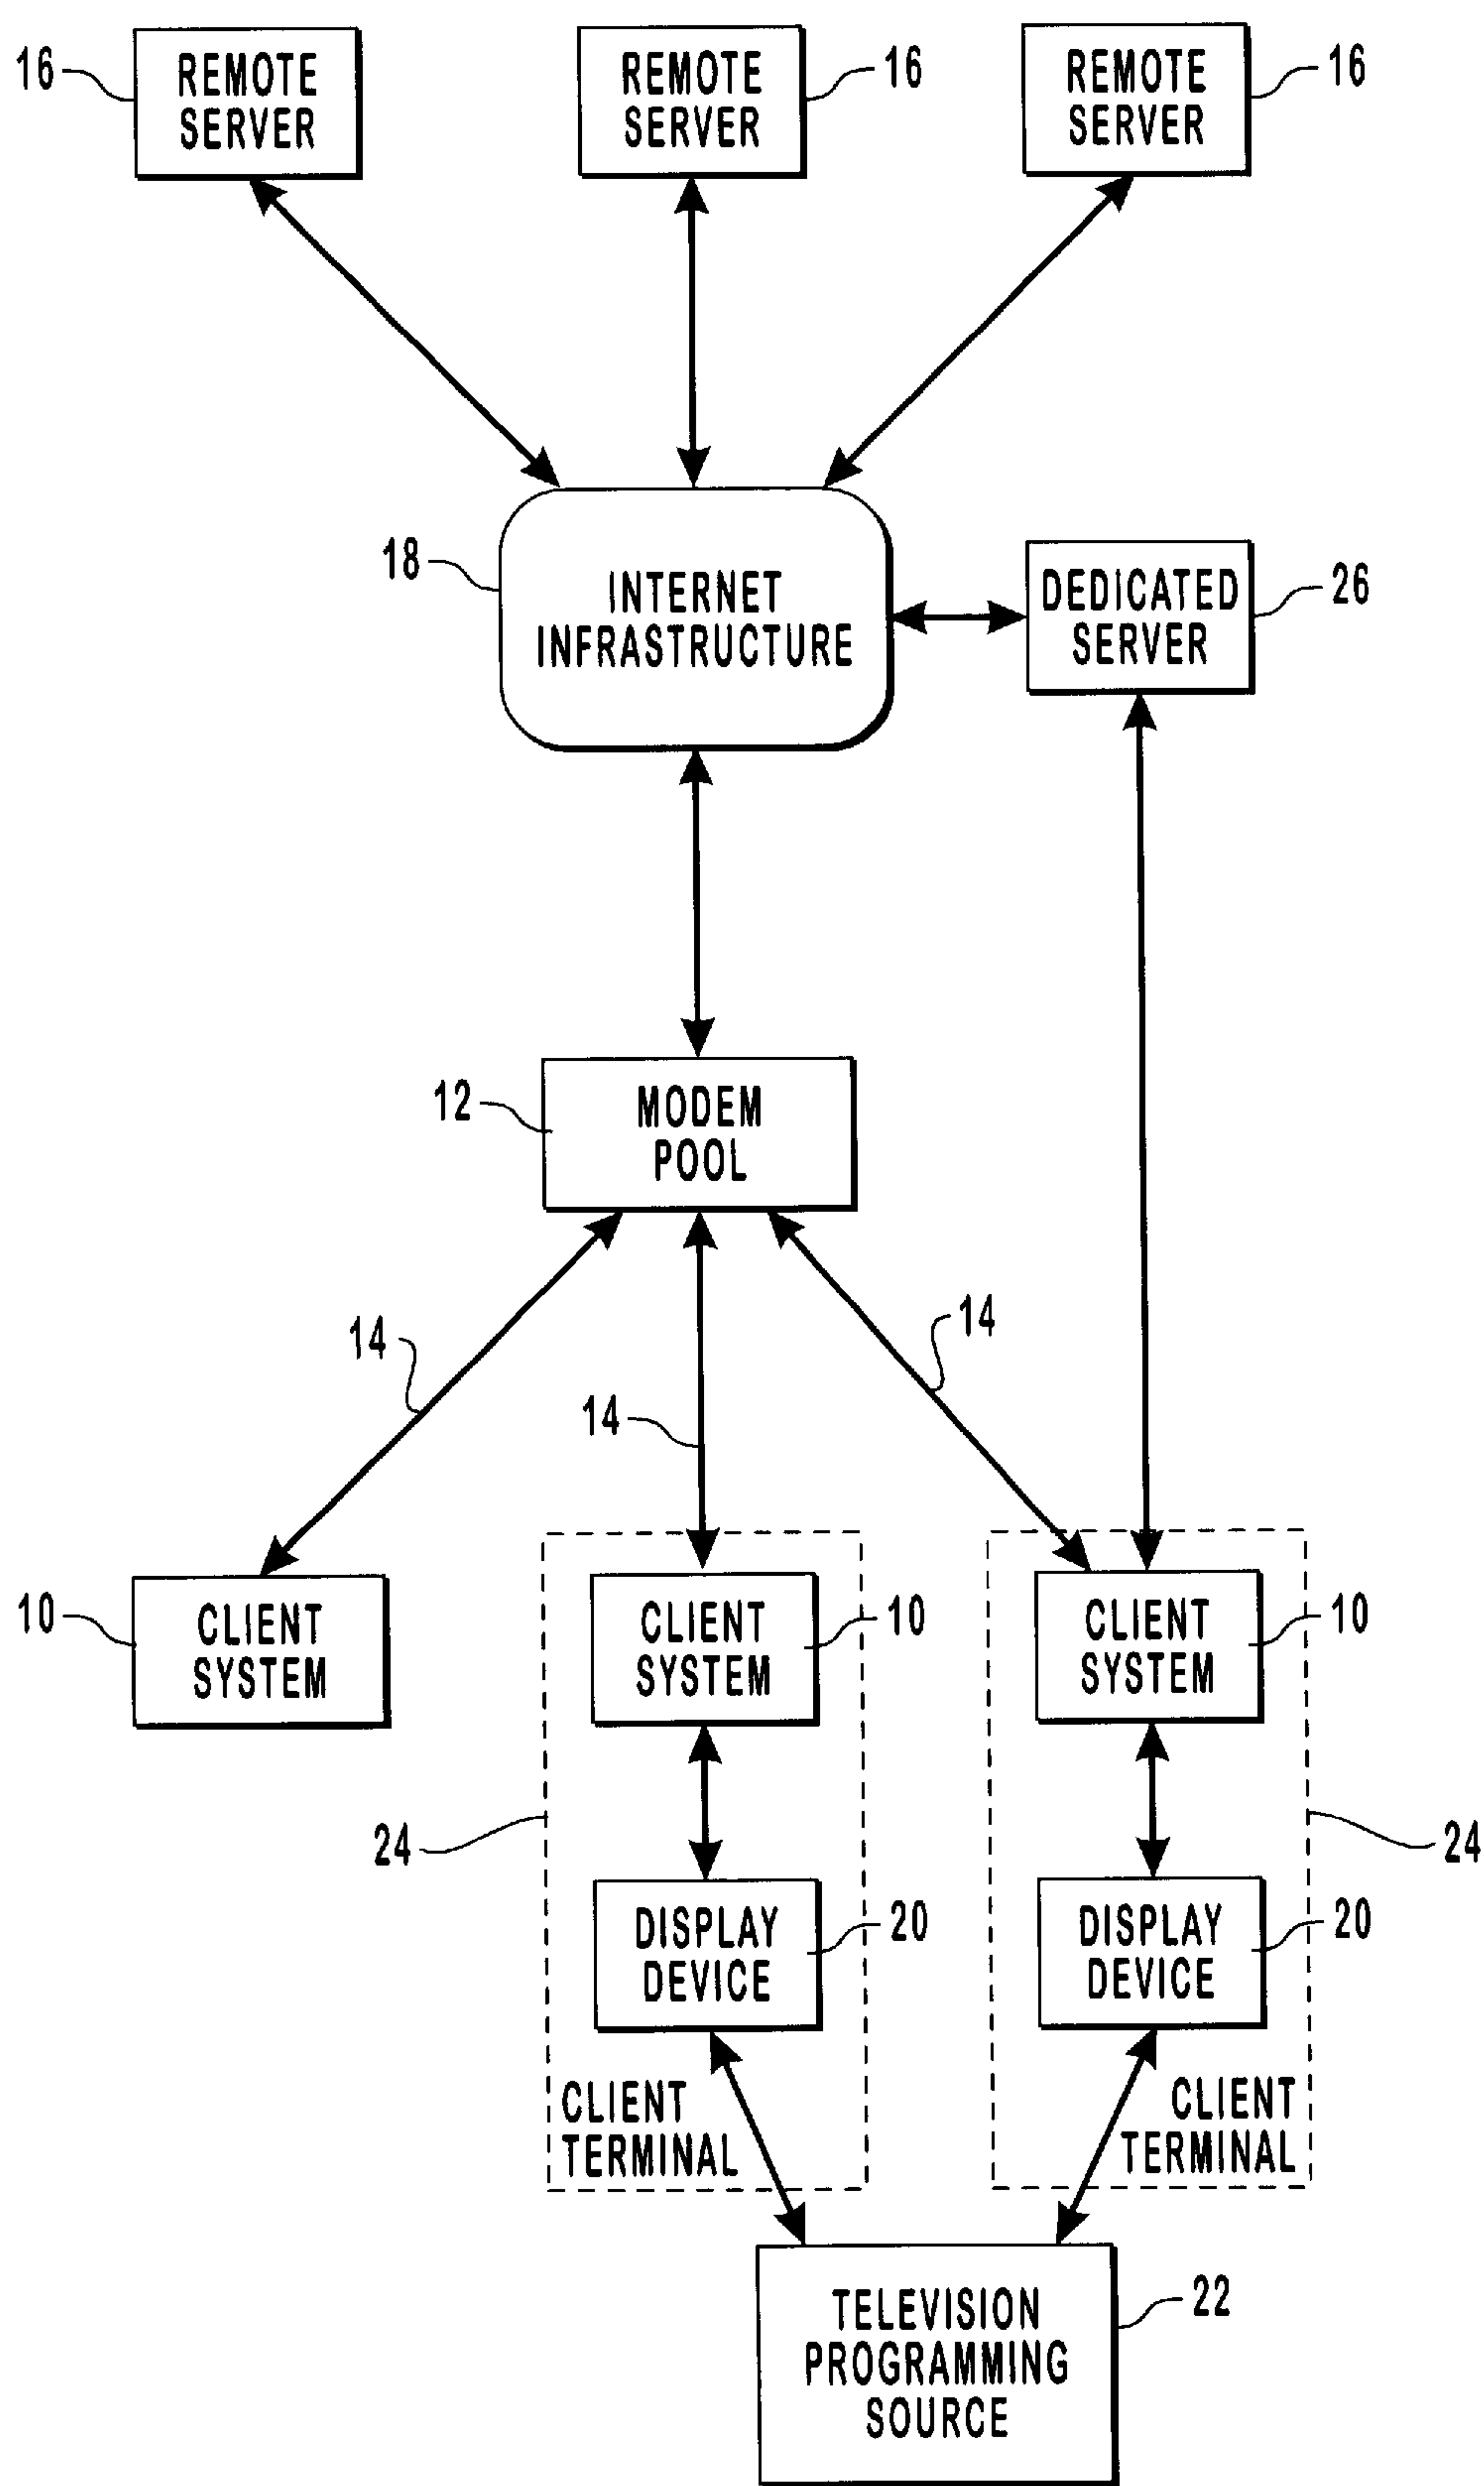 16
REMOTE
SERVER
REMOTE
SERVER
16
REMOTE
SERVER
16
18
INTERNET
INFRASTRUCTURE
DEDICATED
SERVER
26
12
MODEM
POOL
14
14
14
10
CLIENT
SYSTEM
CLIENT
SYSTEM
10
CLIENT
SYSTEM
10
24
24
DISPLAY
DEVICE
20
DISPLAY
DEVICE
20
CLIENT
TERMINAL
CLIENT
TERMINAL
TELEVISION
PROGRAMMING
SOURCE
22